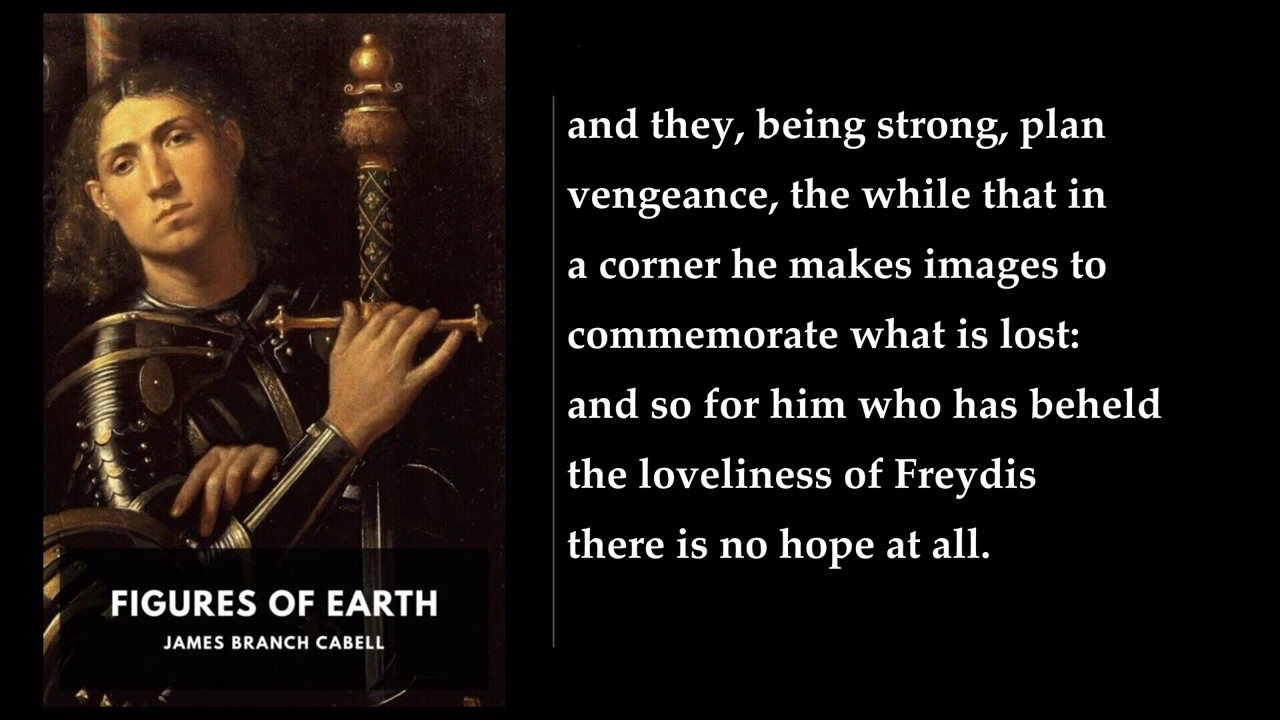 FIGURES OF EARTH
JAMES BRANCH CABELL
and they, being strong, plan
vengeance, the while that in
a corner he makes images to
commemorate what is lost:
and so for him who has beheld
the loveliness of Freydis
there is no hope at all.